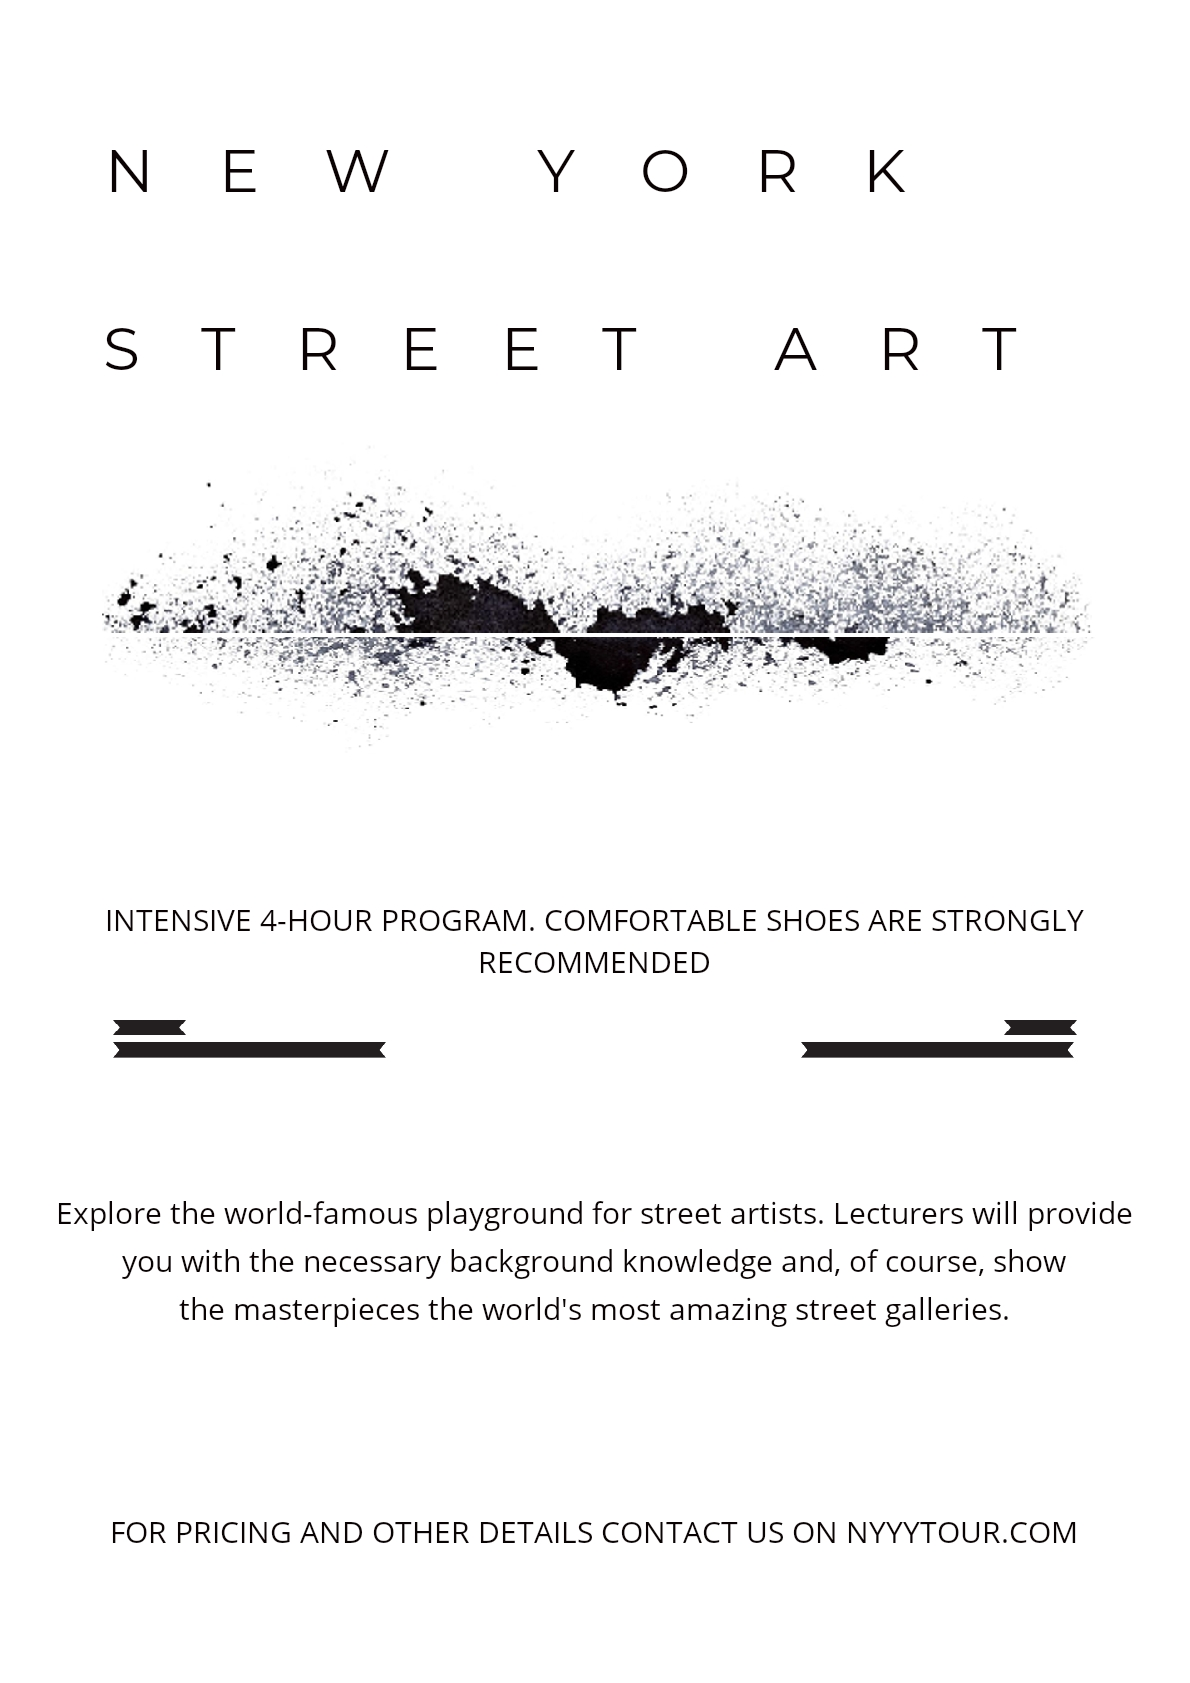 NEW YORK
STREET ART
INTENSIVE 4-HOUR PROGRAM. COMFORTABLE SHOES ARE STRONGLY
RECOMMENDED
Explore the world-famous playground for street artists. Lecturers will provide
you with the necessary background knowledge and, of course, show
the masterpieces the world's most amazing street galleries.
FOR PRICING AND OTHER DETAILS CONTACT US ON NYYYTOUR.COM